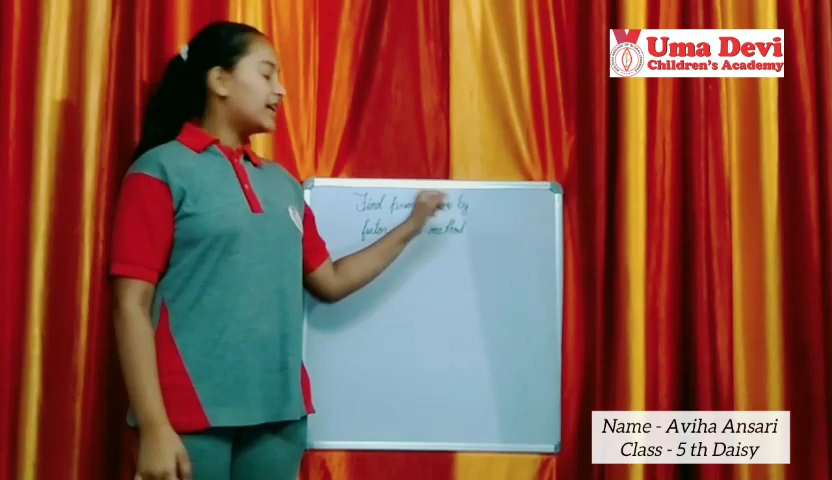 Uma Devi
Children's Academy
Find by
method
Name - Aviha Ansari
Class - 5 th Daisy